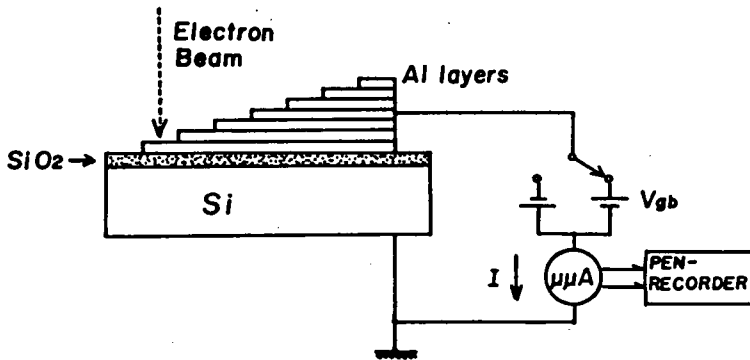 Electron
Beam
Al layers
SiO2
Si
Vgb
I
μμA
PEN-
RECORDER